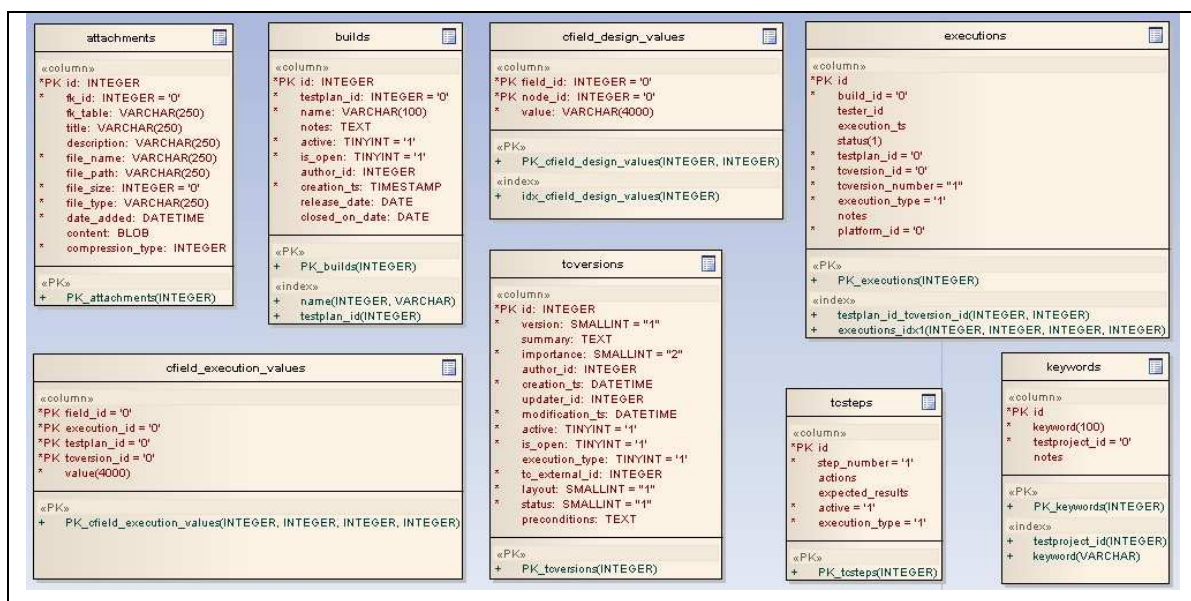 attachments
«column»
*PK id: INTEGER
* fk_id: INTEGER = '0'
fk_table: VARCHAR(250)
title: VARCHAR(250)
description: VARCHAR(250)
* file_name: VARCHAR(250)
file_path: VARCHAR(250)
* file_size: INTEGER = '0'
* file_type: VARCHAR(250)
* date_added: DATETIME
content: BLOB
* compression_type: INTEGER
«PK»
+ PK_attachments(INTEGER)
builds
«column»
*PK id: INTEGER
* testplan_id: INTEGER = '0'
* name: VARCHAR(100)
notes: TEXT
* active: TINYINT = '1'
* is_open: TINYINT = '1'
author_id: INTEGER
* creation_ts: TIMESTAMP
release_date: DATE
closed_on_date: DATE
«PK»
+ PK_builds(INTEGER)
«index»
+ name(INTEGER, VARCHAR)
+ testplan_id(INTEGER)
cfield_design_values
«column»
*PK field_id: INTEGER = '0'
*PK node_id: INTEGER = '0'
* value: VARCHAR(4000)
«PK»
+ PK_cfield_design_values(INTEGER, INTEGER)
«index»
+ idx_cfield_design_values(INTEGER)
executions
«column»
*PK id
* build_id = '0'
tester_id
execution_ts
status(1)
* testplan_id = '0'
* tcversion_id = '0'
* tcversion_number = "1"
* execution_type = '1'
notes
* platform_id = '0'
«PK»
+ PK_executions(INTEGER)
«index»
+ testplan_id_tcversion_id(INTEGER, INTEGER)
+ executions_idx1(INTEGER, INTEGER, INTEGER, INTEGER)
cfield_execution_values
«column»
*PK field_id = '0'
*PK execution_id = '0'
*PK testplan_id = '0'
*PK tcversion_id = '0'
* value(4000)
«PK»
+ PK_cfield_execution_values(INTEGER, INTEGER, INTEGER, INTEGER)
tcversions
«column»
*PK id: INTEGER
* version: SMALLINT = "1"
summary: TEXT
* importance: SMALLINT = "2"
author_id: INTEGER
* creation_ts: DATETIME
updater_id: INTEGER
* modification_ts: DATETIME
* active: TINYINT = '1'
* is_open: TINYINT = '1'
* execution_type: TINYINT = '1'
* tc_external_id: INTEGER
* layout: SMALLINT = "1"
* status: SMALLINT = "1"
preconditions: TEXT
«PK»
+ PK_tcversions(INTEGER)
tcsteps
«column»
*PK id
* step_number = '1'
actions
expected_results
* active = '1'
* execution_type = '1'
«PK»
+ PK_tcsteps(INTEGER)
keywords
«column»
*PK id
* keyword(100)
* testproject_id = '0'
notes
«PK»
+ PK_keywords(INTEGER)
«index»
+ testproject_id(INTEGER)
+ keyword(VARCHAR)